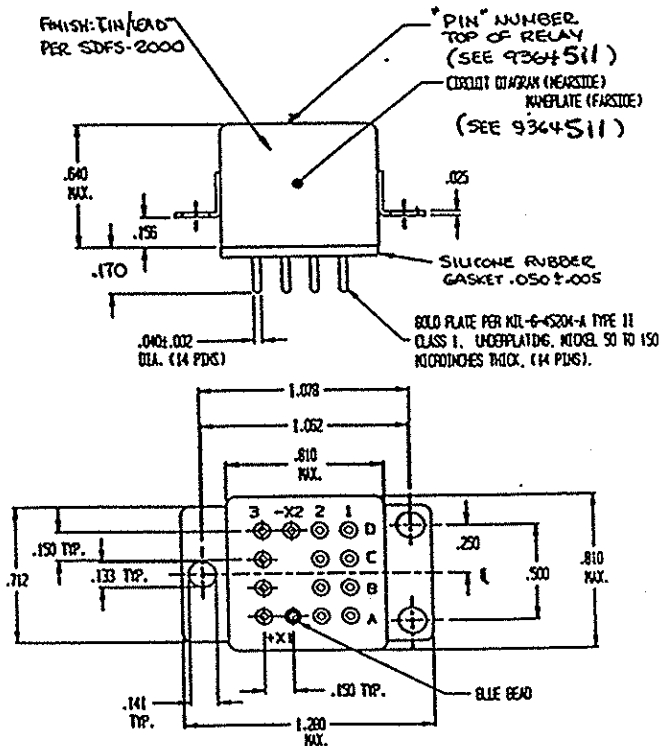 FINISH: TIN/LEAD
PER SDFS-2000
"PIN" NUMBER
TOP OF RELAY
(SEE 9364511)
CIRCUIT DIAGRAM (NEARSIDE)
NAMEPLATE (FARSIDE)
(SEE 9364511)
.640
MAX.
.156
.170
.025
SILICONE RUBBER
GASKET .050±.005
.040±.002
DIA. (14 PINS)
GOLD PLATE PER MIL-G-45204-A TYPE II
CLASS 1. UNDERPLATING, NICKEL 50 TO 150
MICROINCHES THICK, (14 PINS).
1.078
1.062
.810
MAX.
3 -X2 2 1
D
C
B
A
+X1
.150 TYP.
.133 TYP.
.712
.250
.500
.810
MAX.
.150 TYP.
BLUE BEAD
.141
TYP.
1.280
MAX.